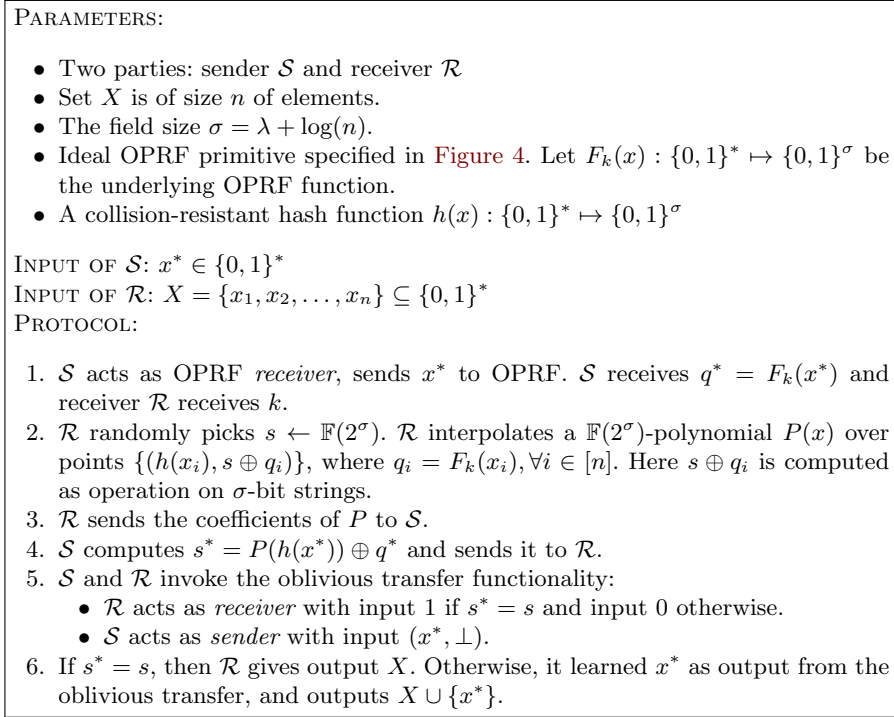 PARAMETERS:
• Two parties: sender 𝒮 and receiver ℛ
• Set X is of size n of elements.
• The field size σ = λ + log(n).
• Ideal OPRF primitive specified in Figure 4. Let F_k(x) : {0, 1}* ↦ {0, 1}^σ be
the underlying OPRF function.
• A collision-resistant hash function h(x) : {0, 1}* ↦ {0, 1}^σ
INPUT OF 𝒮: x* ∈ {0, 1}*
INPUT OF ℛ: X = {x_1, x_2, . . . , x_n} ⊆ {0, 1}*
PROTOCOL:
1. 𝒮 acts as OPRF receiver, sends x* to OPRF. 𝒮 receives q* = F_k(x*) and
receiver ℛ receives k.
2. ℛ randomly picks s ← 𝔽(2^σ). ℛ interpolates a 𝔽(2^σ)-polynomial P(x) over
points {(h(x_i), s ⊕ q_i)}, where q_i = F_k(x_i), ∀i ∈ [n]. Here s ⊕ q_i is computed
as operation on σ-bit strings.
3. ℛ sends the coefficients of P to 𝒮.
4. 𝒮 computes s* = P(h(x*)) ⊕ q* and sends it to ℛ.
5. 𝒮 and ℛ invoke the oblivious transfer functionality:
• ℛ acts as receiver with input 1 if s* = s and input 0 otherwise.
• 𝒮 acts as sender with input (x*, ⊥).
6. If s* = s, then ℛ gives output X. Otherwise, it learned x* as output from the
oblivious transfer, and outputs X ∪ {x*}.